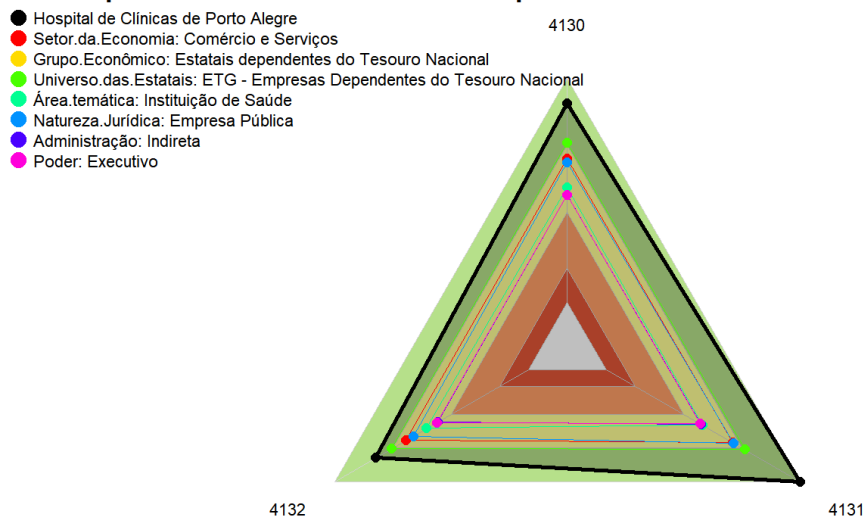 Hospital de Clínicas de Porto Alegre
Setor.da.Economia: Comércio e Serviços
Grupo.Econômico: Estatais dependentes do Tesouro Nacional
Universo.das.Estatais: ETG - Empresas Dependentes do Tesouro Nacional
Área.temática: Instituição de Saúde
Natureza.Jurídica: Empresa Pública
Administração: Indireta
Poder: Executivo
4130
4132
4131